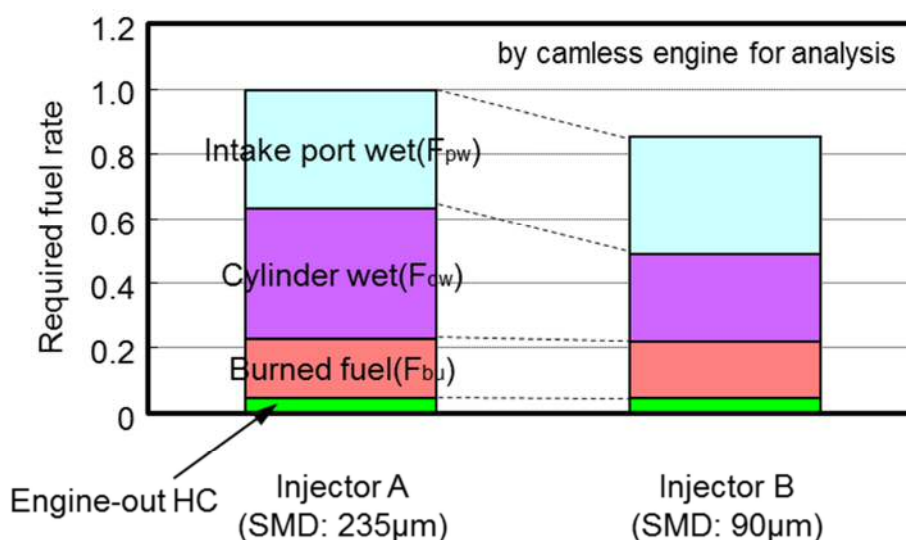 1.2
by camless engine for analysis
1.0
Intake port wet(Fpw)
0.8
0.6
Cylinder wet(Fcw)
0.4
0.2
Burned fuel(Fbu)
0
Required fuel rate
Engine-out HC
Injector A
(SMD: 235μm)
Injector B
(SMD: 90μm)